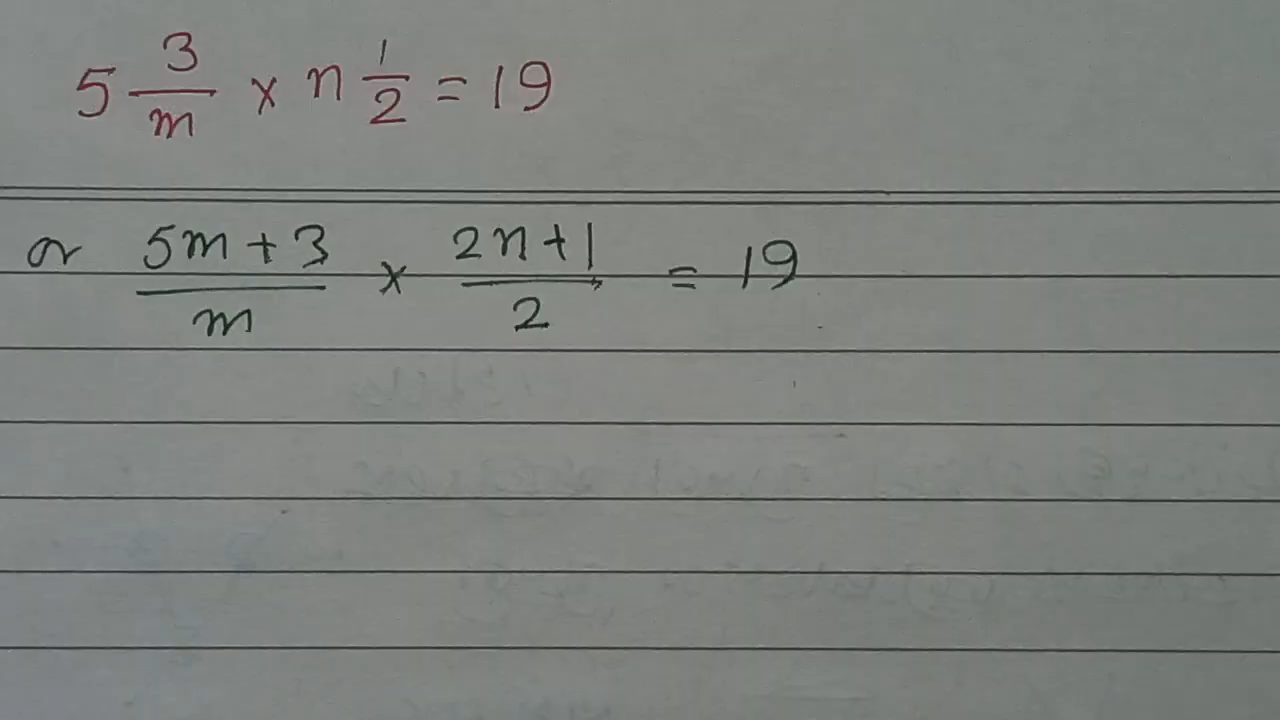 5 3/m × n 1/2 = 19
or (5m+3)/m × (2n+1)/2 = 19